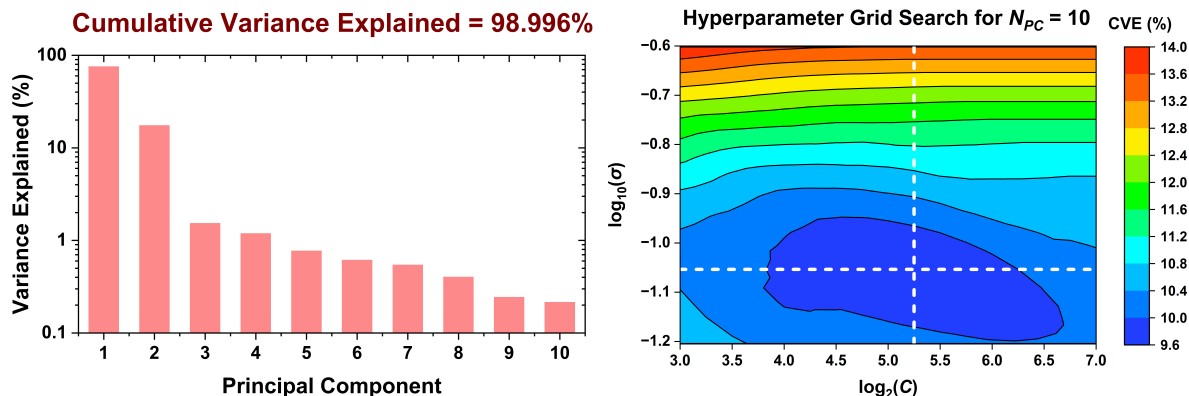 Cumulative Variance Explained = 98.996%
Variance Explained (%)
100
10
1
0.1
1 2 3 4 5 6 7 8 9 10
Principal Component
Hyperparameter Grid Search for N_PC = 10
log10(σ)
−0.6
−0.7
−0.8
−0.9
−1.0
−1.1
−1.2
3.0 3.5 4.0 4.5 5.0 5.5 6.0 6.5 7.0
log2(C)
CVE (%)
14.0
13.6
13.2
12.8
12.4
12.0
11.6
11.2
10.8
10.4
10.0
9.6